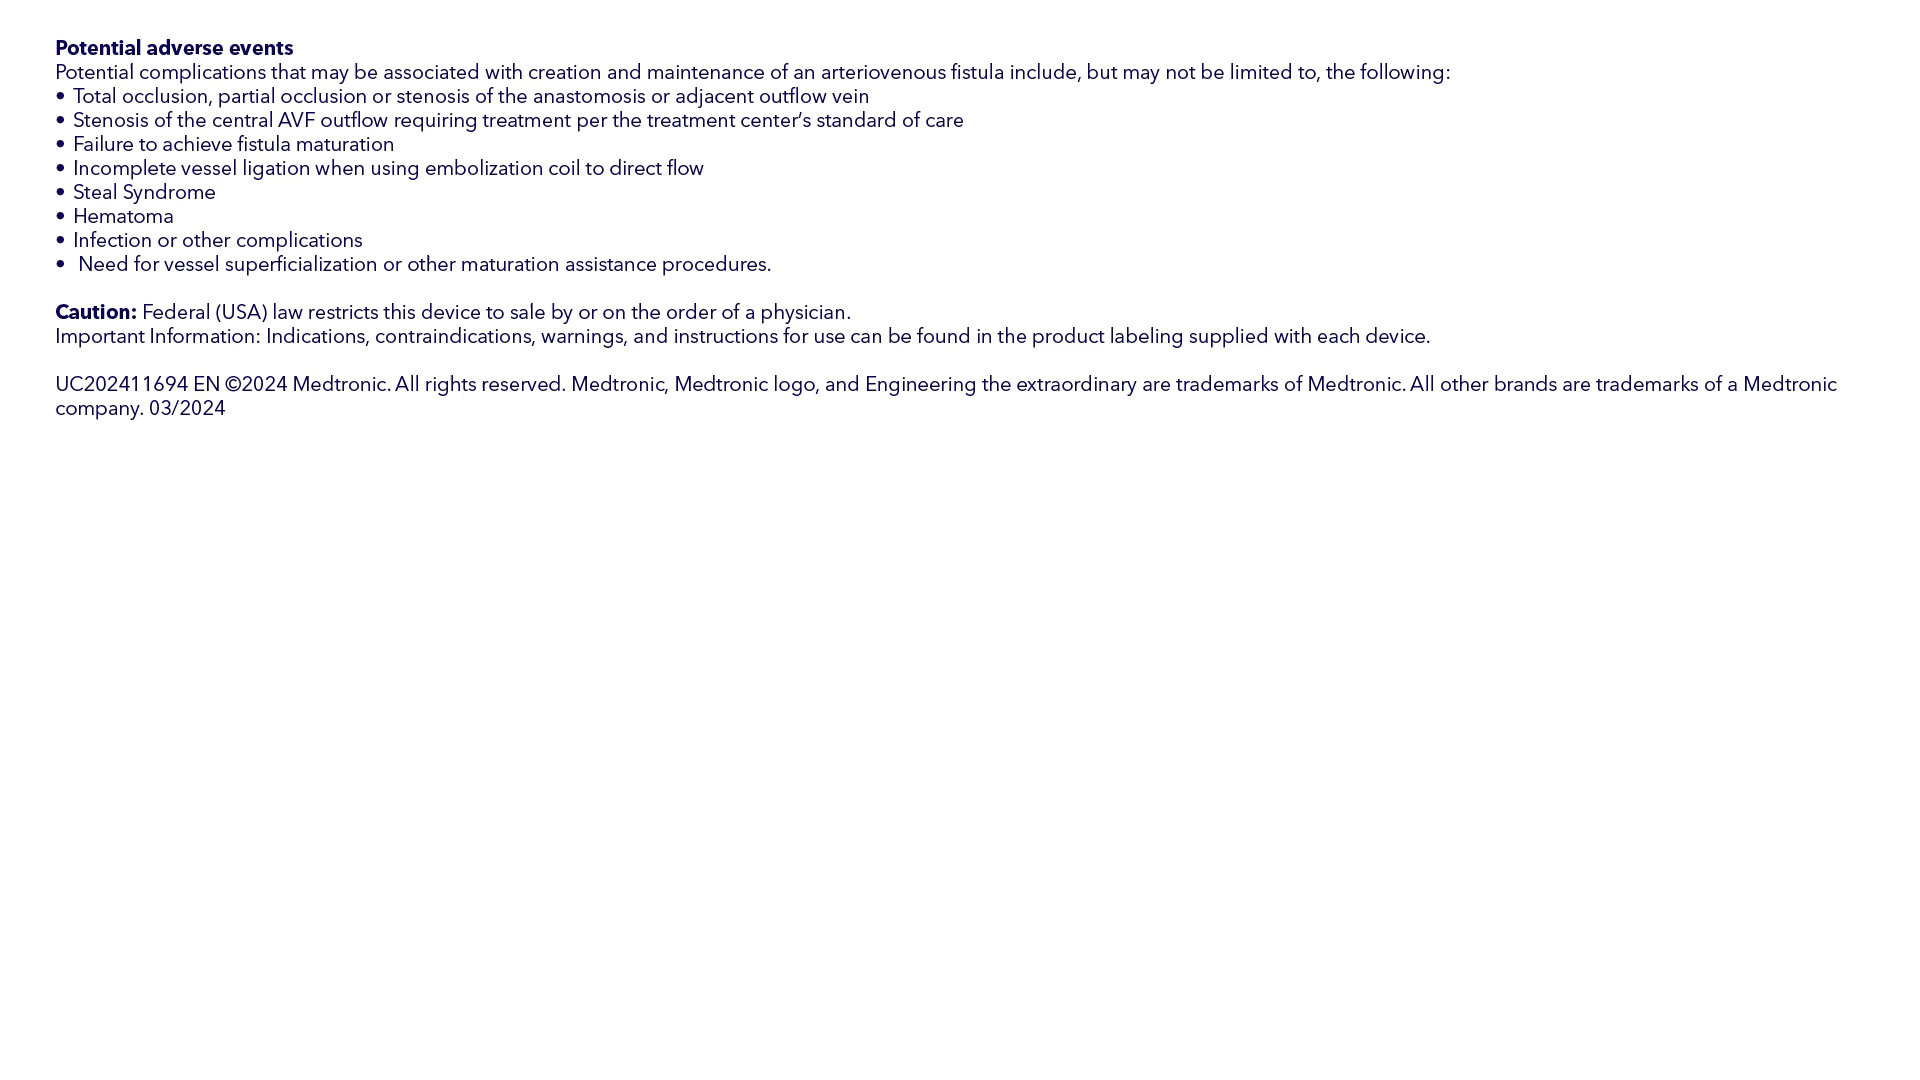 Potential adverse events
Potential complications that may be associated with creation and maintenance of an arteriovenous fistula include, but may not be limited to, the following:
• Total occlusion, partial occlusion or stenosis of the anastomosis or adjacent outflow vein
• Stenosis of the central AVF outflow requiring treatment per the treatment center’s standard of care
• Failure to achieve fistula maturation
• Incomplete vessel ligation when using embolization coil to direct flow
• Steal Syndrome
• Hematoma
• Infection or other complications
• Need for vessel superficialization or other maturation assistance procedures.
Caution: Federal (USA) law restricts this device to sale by or on the order of a physician.
Important Information: Indications, contraindications, warnings, and instructions for use can be found in the product labeling supplied with each device.
UC202411694 EN ©2024 Medtronic. All rights reserved. Medtronic, Medtronic logo, and Engineering the extraordinary are trademarks of Medtronic. All other brands are trademarks of a Medtronic
company. 03/2024